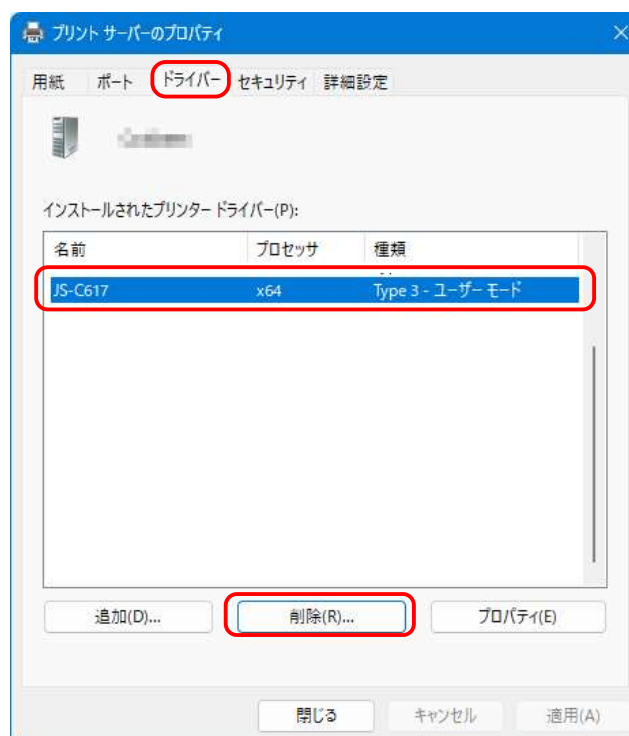 プリント サーバーのプロパティ
用紙 ポート ドライバー セキュリティ 詳細設定
インストールされたプリンター ドライバー(P):
名前 プロセッサ 種類
JS-C617 x64 Type 3 - ユーザー モード
追加(D)... 削除(R)... プロパティ(E)
閉じる キャンセル 適用(A)